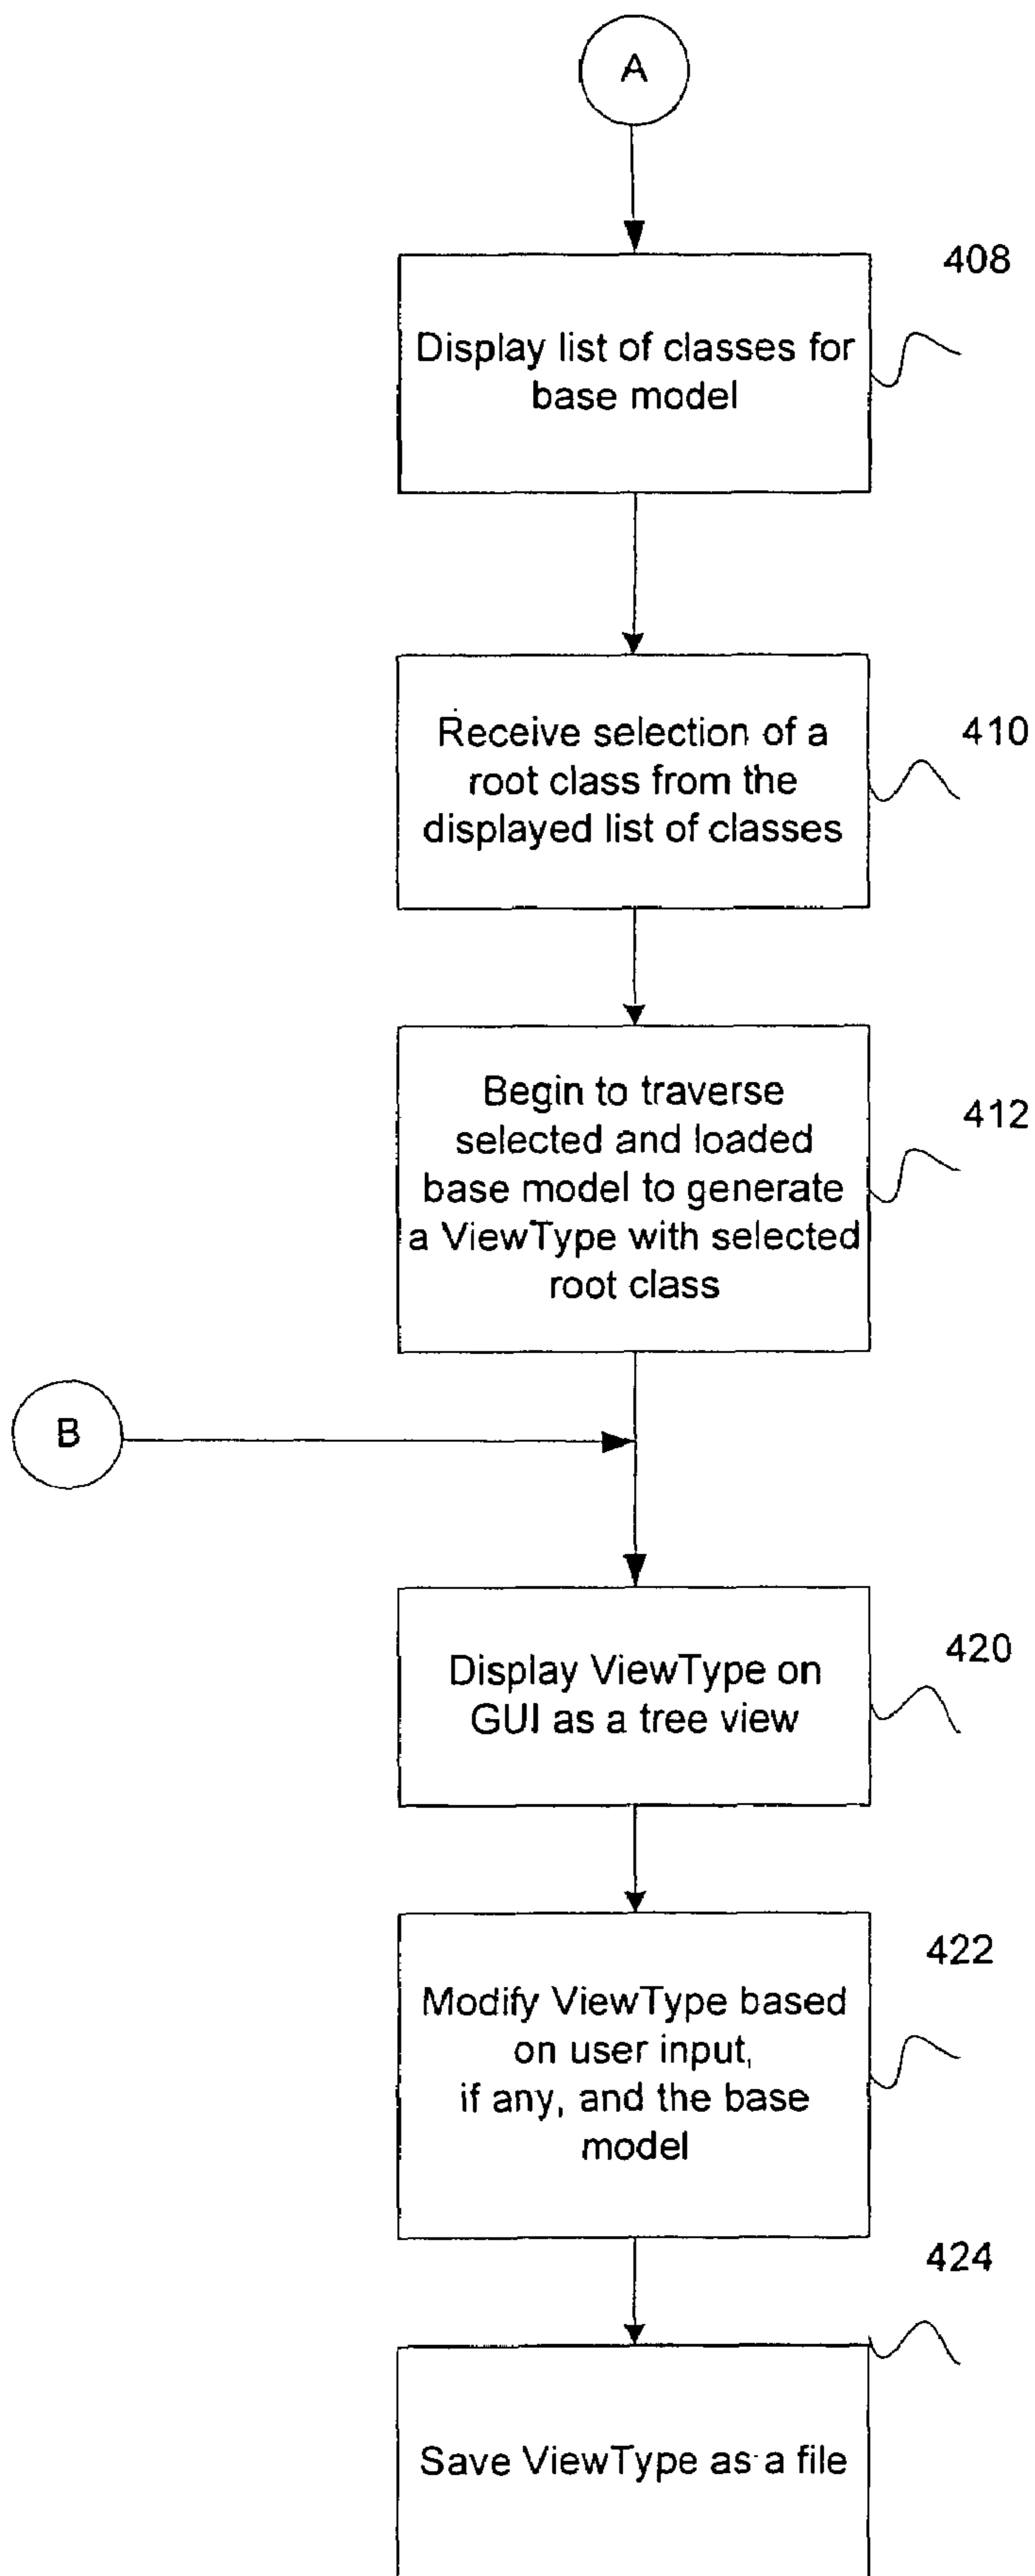 A
408
Display list of classes for
base model
410
Receive selection of a
root class from the
displayed list of classes
412
Begin to traverse
selected and loaded
base model to generate
a ViewType with selected
root class
B
420
Display ViewType on
GUI as a tree view
422
Modify ViewType based
on user input,
if any, and the base
model
424
Save ViewType as a file